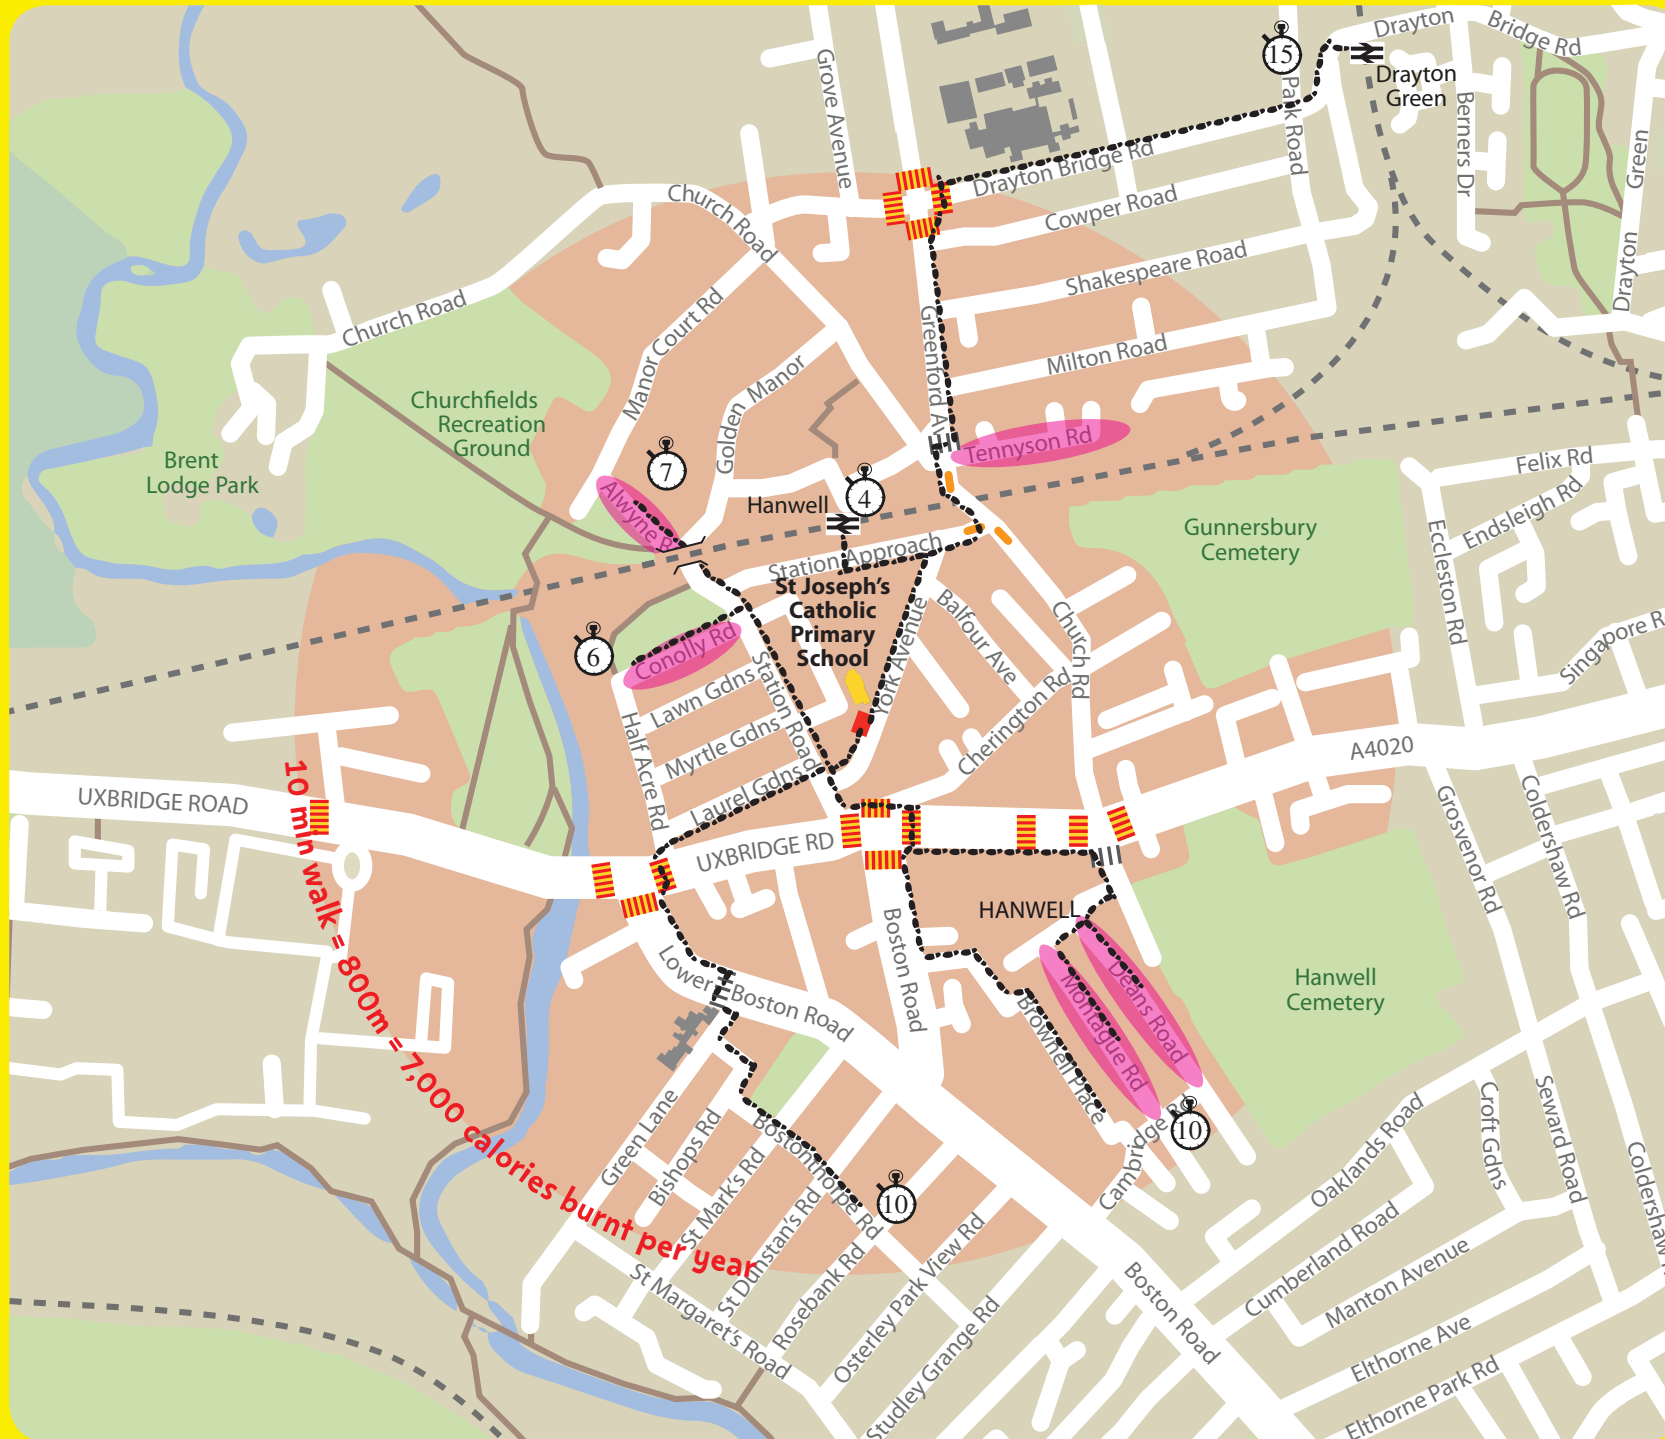 Drayton
Bridge Rd
15
Drayton
Green
Park Road
Berners Dr
Green
Drayton
Grove Avenue
Drayton Bridge Rd
Church Road
Cowper Road
Shakespeare Road
Church Road
Manor Court Rd
Greenford Av
Milton Road
Golden Manor
Churchfields
Recreation
Ground
Tennyson Rd
Brent
Lodge Park
7
Alwyne R
Hanwell
4
Felix Rd
Endsleigh Rd
Eccleston Rd
Gunnersbury
Cemetery
Station Approach
St Joseph's
Catholic
Primary
School
Balfour Ave
York Avenue
Church Rd
Singapore R
6
Conolly Rd
Station Road
Lawn Gdns
Myrtle Gdns
Laurel Gdns
Half Acre Rd
Cherington Rd
A4020
UXBRIDGE ROAD
UXBRIDGE RD
Grosvenor Rd
Coldershaw Rd
HANWELL
Boston Road
Lower Boston Road
Deans Road
Montague Rd
Brownell Place
Hanwell
Cemetery
Cambridge Rd
10
10 min walk = 800m = 7,000 calories burnt per year
Green Lane
Bishops Rd
St Mark's Rd
Bostonthorpe Rd
10
St Dunstan's Rd
Rosebank Rd
Osterley Park View Rd
St Margaret's Road
Studley Grange Rd
Boston Road
Oaklands Road
Croft Gdns
Seward Road
Coldershaw
Cumberland Road
Manton Avenue
Elthorne Ave
Elthorne Park Rd